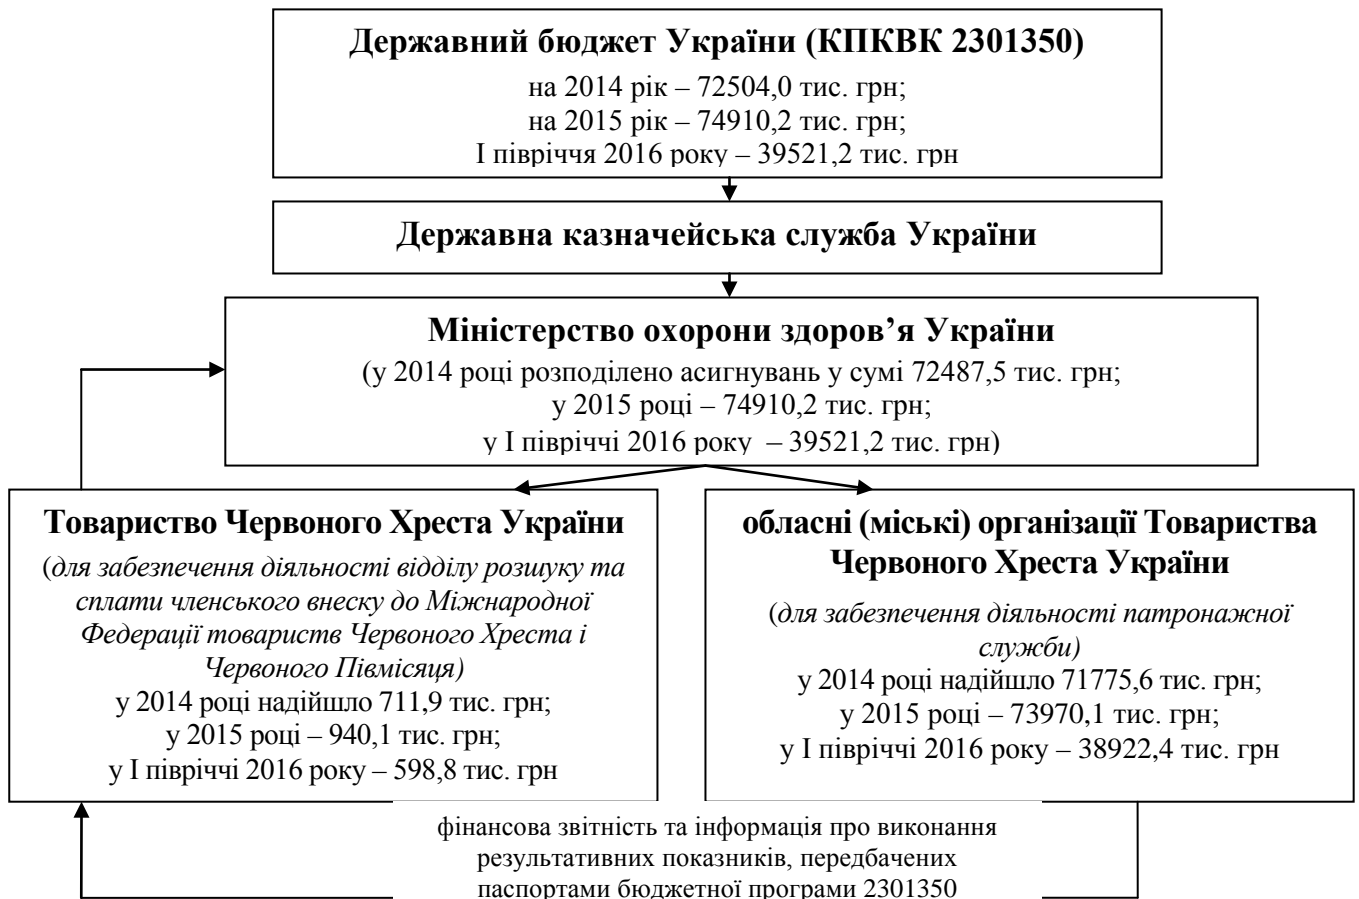 Державний бюджет України (КПКВК 2301350)
на 2014 рік – 72504,0 тис. грн;
на 2015 рік – 74910,2 тис. грн;
І півріччя 2016 року – 39521,2 тис. грн
Державна казначейська служба України
Міністерство охорони здоров’я України
(у 2014 році розподілено асигнувань у сумі 72487,5 тис. грн;
у 2015 році – 74910,2 тис. грн;
у І півріччі 2016 року – 39521,2 тис. грн)
Товариство Червоного Хреста України
(для забезпечення діяльності відділу розшуку та
сплати членського внеску до Міжнародної
Федерації товариств Червоного Хреста і
Червоного Півмісяця)
у 2014 році надійшло 711,9 тис. грн;
у 2015 році – 940,1 тис. грн;
у І півріччі 2016 року – 598,8 тис. грн
обласні (міські) організації Товариства
Червоного Хреста України
(для забезпечення діяльності патронажної
служби)
у 2014 році надійшло 71775,6 тис. грн;
у 2015 році – 73970,1 тис. грн;
у І півріччі 2016 року – 38922,4 тис. грн
фінансова звітність та інформація про виконання
результативних показників, передбачених
паспортами бюджетної програми 2301350